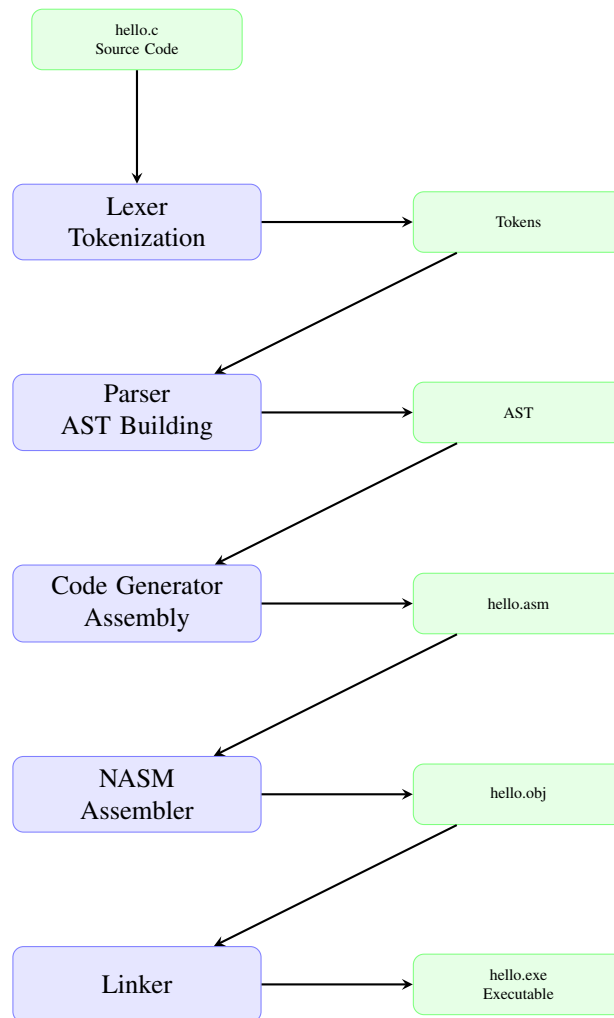 hello.c
Source Code
Lexer
Tokenization
Tokens
Parser
AST Building
AST
Code Generator
Assembly
hello.asm
NASM
Assembler
hello.obj
Linker
hello.exe
Executable